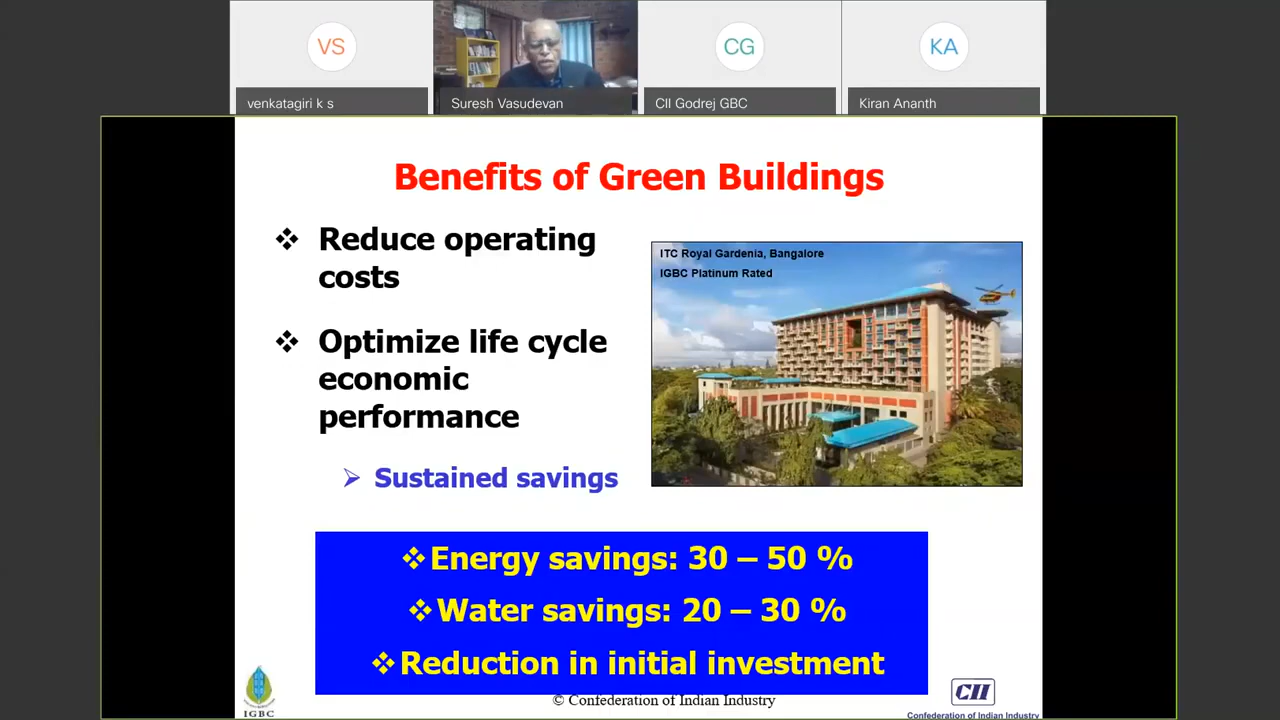 VS
CG
KA
venkatagiri k s
Suresh Vasudevan
CII Godrej GBC
Kiran Ananth
Benefits of Green Buildings
❖ Reduce operating
costs
❖ Optimize life cycle
economic
performance
➢ Sustained savings
ITC Royal Gardenia, Bangalore
IGBC Platinum Rated
❖Energy savings: 30 – 50 %
❖Water savings: 20 – 30 %
❖Reduction in initial investment
© Confederation of Indian Industry
IGBC
CII
Confederation of Indian Industry